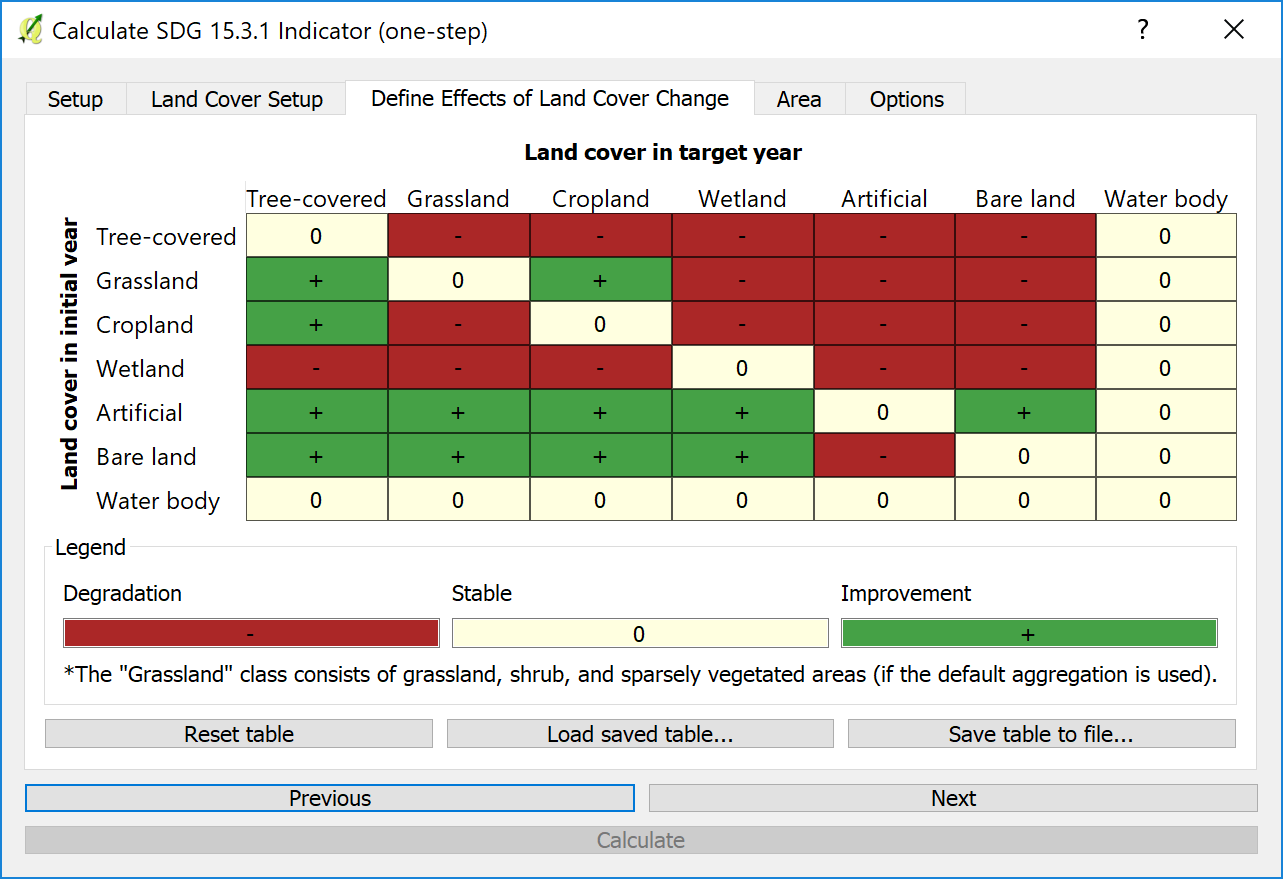 Calculate SDG 15.3.1 Indicator (one-step) ?
Setup Land Cover Setup Define Effects of Land Cover Change Area Options
Land cover in target year
Tree-covered Grassland Cropland Wetland Artificial Bare land Water body
Land cover in initial year
Tree-covered 0 - - - - - 0
Grassland + 0 + - - - 0
Cropland + - 0 - - - 0
Wetland - - - 0 - - 0
Artificial + + + + 0 + 0
Bare land + + + + - 0 0
Water body 0 0 0 0 0 0 0
Legend
Degradation Stable Improvement
- 0 +
*The "Grassland" class consists of grassland, shrub, and sparsely vegetated areas (if the default aggregation is used).
Reset table Load saved table... Save table to file...
Previous Next
Calculate